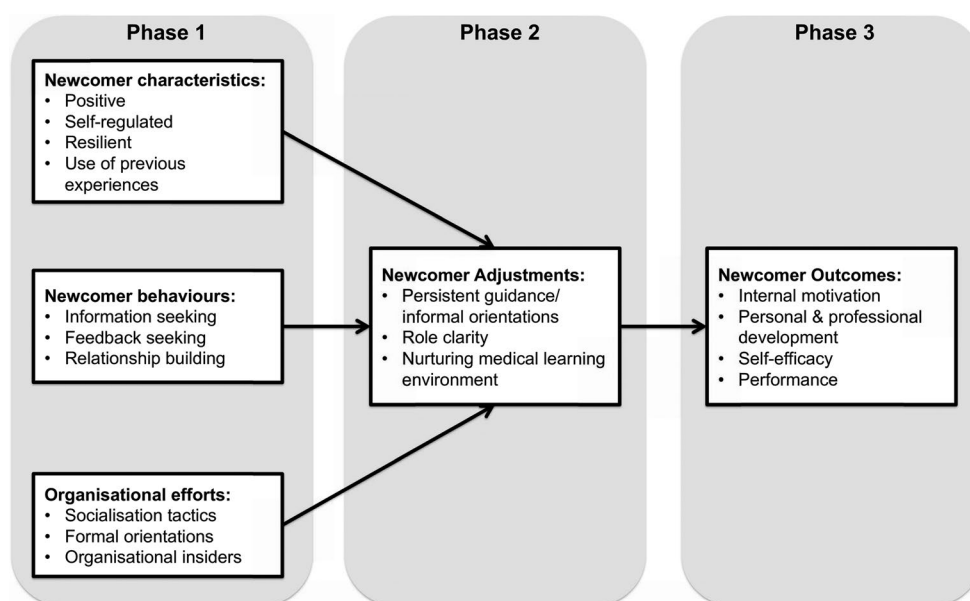 Phase 1
Newcomer characteristics:
• Positive
• Self-regulated
• Resilient
• Use of previous
experiences
Newcomer behaviours:
• Information seeking
• Feedback seeking
• Relationship building
Organisational efforts:
• Socialisation tactics
• Formal orientations
• Organisational insiders
Phase 2
Newcomer Adjustments:
• Persistent guidance/
informal orientations
• Role clarity
• Nurturing medical learning
environment
Phase 3
Newcomer Outcomes:
• Internal motivation
• Personal & professional
development
• Self-efficacy
• Performance